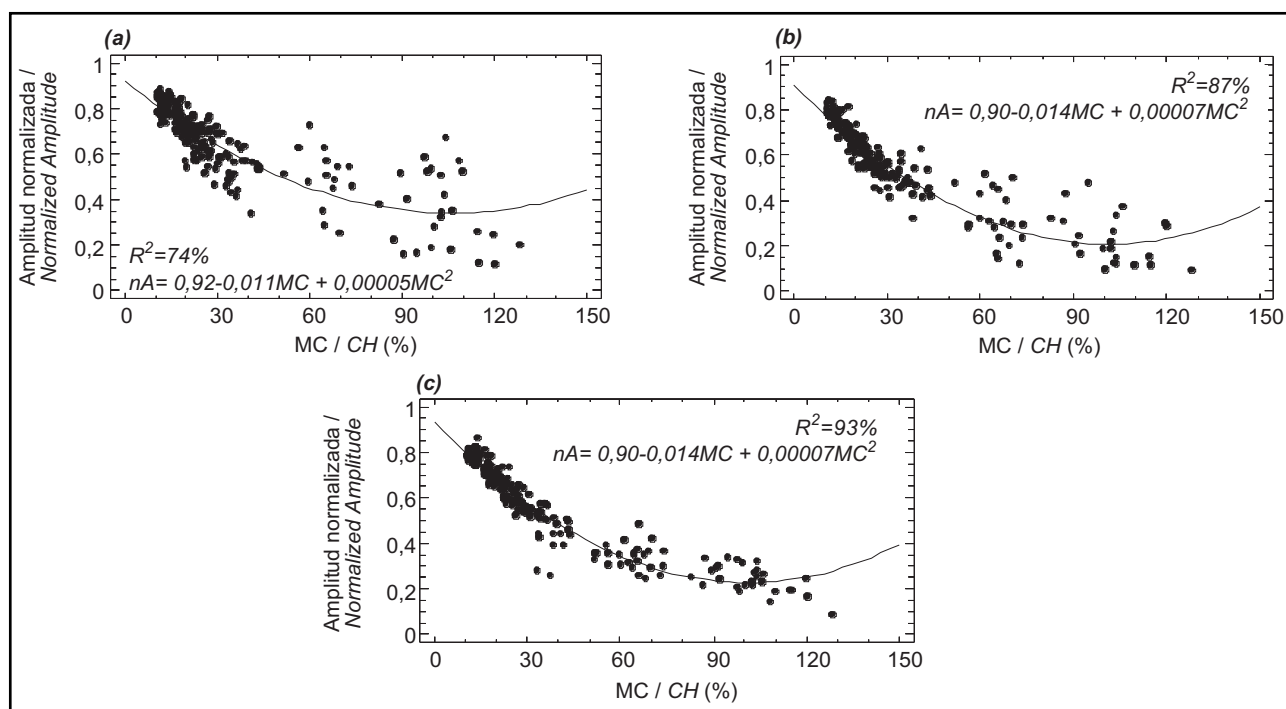 (a)
Amplitud normalizada /
Normalized Amplitude
1
0,8
0,6
0,4
0,2
0
R²=74%
nA= 0,92-0,011MC + 0,00005MC²
0 30 60 90 120 150
MC / CH (%)
(b)
Amplitud normalizada /
Normalized Amplitude
1
0,8
0,6
0,4
0,2
0
R²=87%
nA= 0,90-0,014MC + 0,00007MC²
0 30 60 90 120 150
MC / CH (%)
(c)
Amplitud normalizada /
Normalized Amplitude
1
0,8
0,6
0,4
0,2
0
R²=93%
nA= 0,90-0,014MC + 0,00007MC²
0 30 60 90 120 150
MC / CH (%)